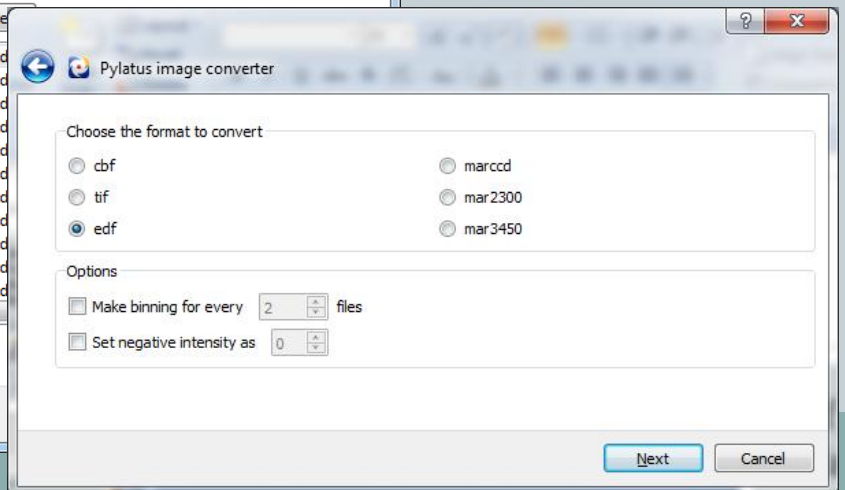 Pylatus image converter
Choose the format to convert
cbf marccd
tif mar2300
edf mar3450
Options
Make binning for every 2 files
Set negative intensity as 0
Next Cancel